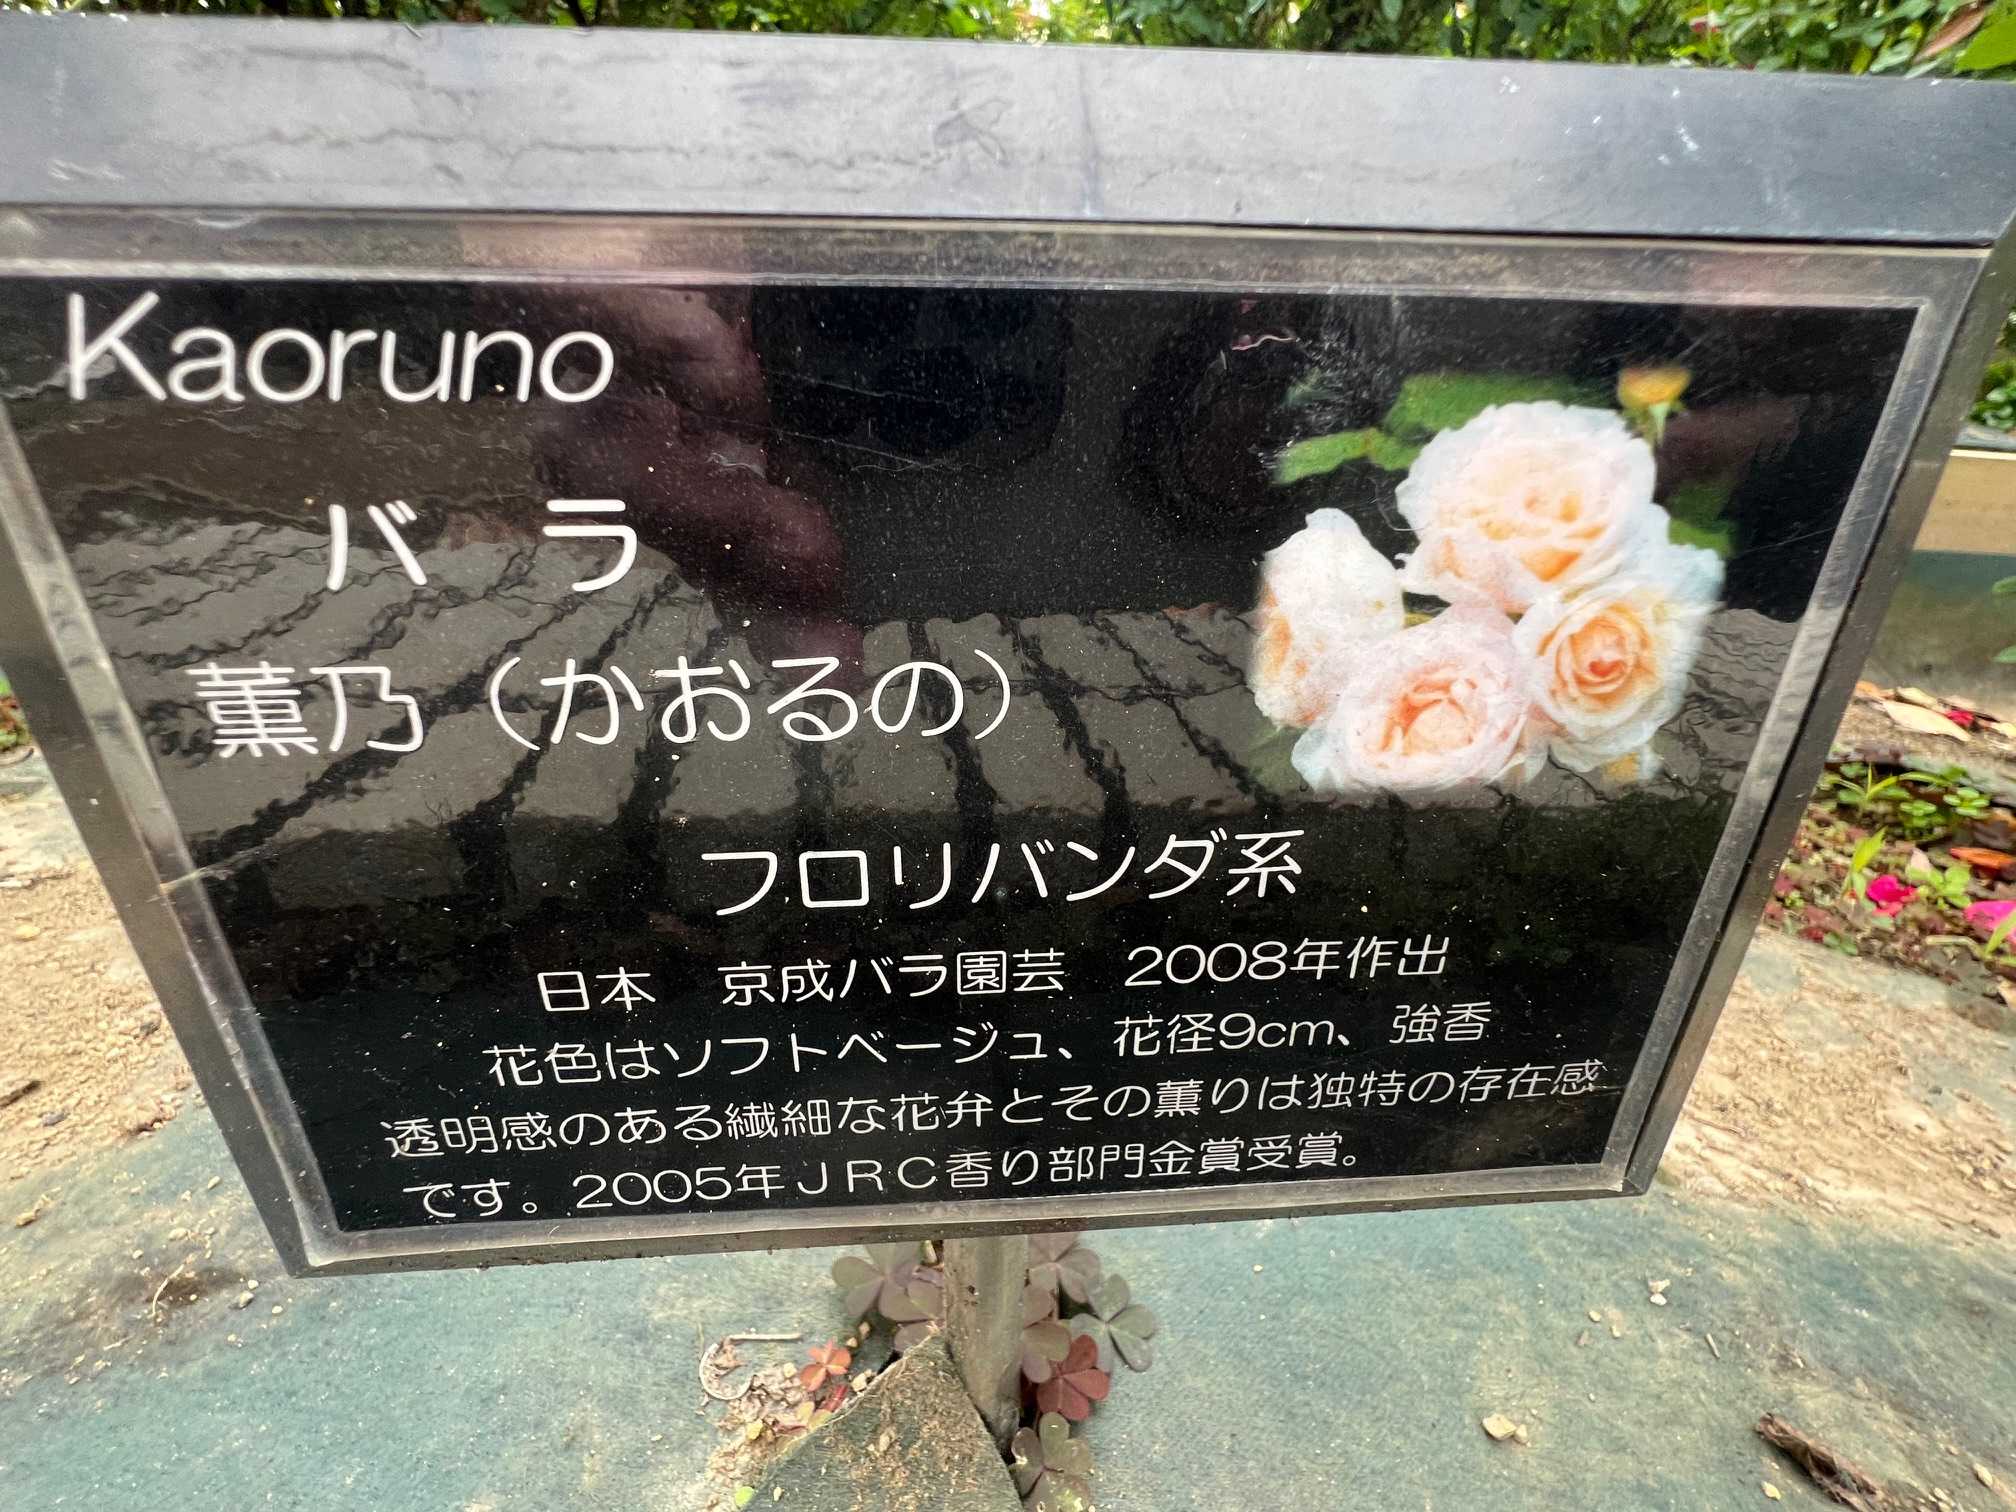 Kaoruno
バラ
薫乃（かおるの）
フロリバンダ系
日本　京成バラ園芸　2008年作出
花色はソフトベージュ、花径9cm、強香
透明感のある繊細な花弁とその薫りは独特の存在感
です。2005年ＪＲＣ香り部門金賞受賞。